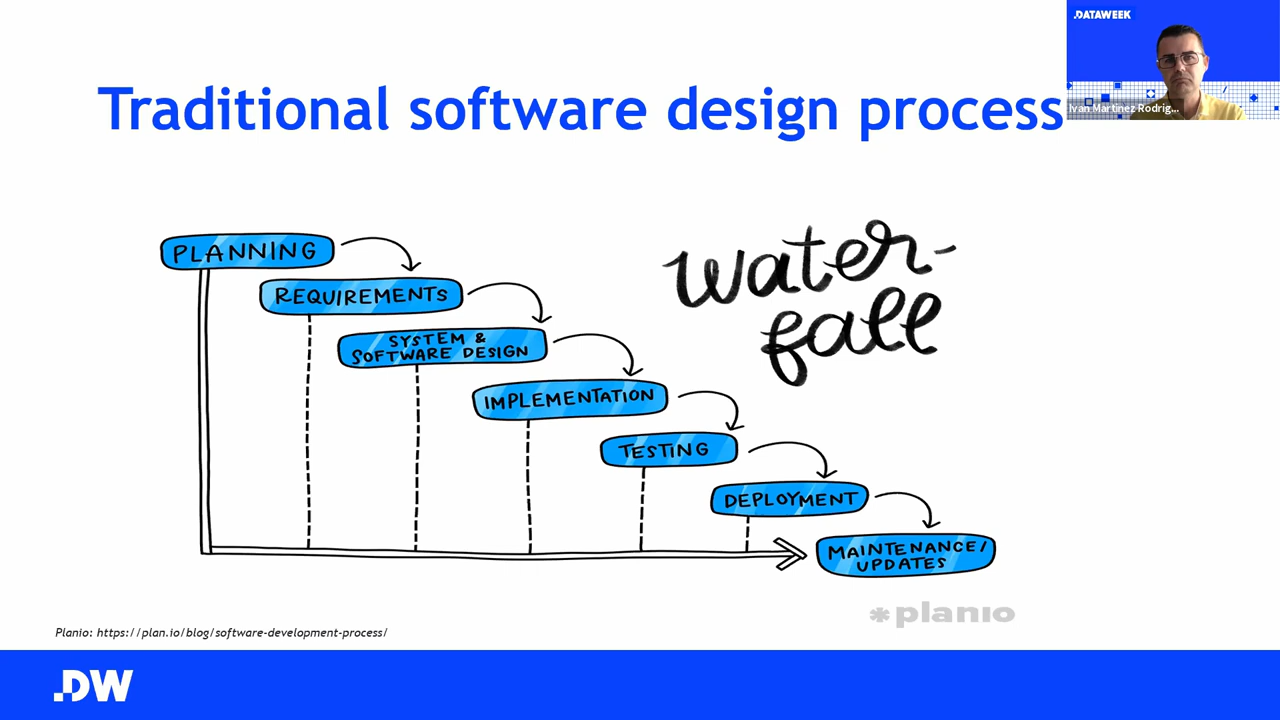 .DATAWEEK
Ivan Martinez Rodrig...
Traditional software design process
PLANNING
REQUIREMENTS
SYSTEM &
SOFTWARE DESIGN
IMPLEMENTATION
TESTING
DEPLOYMENT
MAINTENANCE/
UPDATES
water-
fall
*planio
Planio: https://plan.io/blog/software-development-process/
.DW